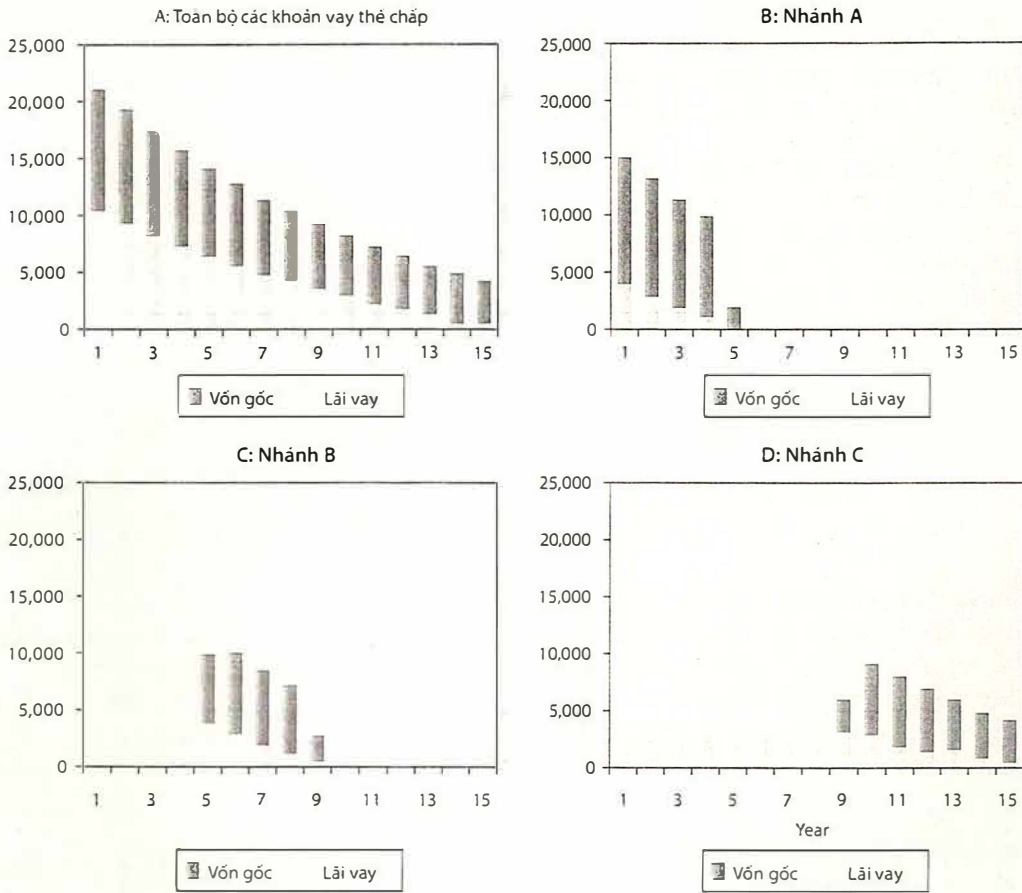 A: Toàn bộ các khoản vay thế chấp
25,000
20,000
15,000
10,000
5,000
0
1 3 5 7 9 11 13 15
Vốn gốc Lãi vay
B: Nhánh A
25,000
20,000
15,000
10,000
5,000
0
1 3 5 7 9 11 13 15
Vốn gốc Lãi vay
C: Nhánh B
25,000
20,000
15,000
10,000
5,000
0
1 3 5 7 9 11 13 15
Vốn gốc Lãi vay
D: Nhánh C
25,000
20,000
15,000
10,000
5,000
0
1 3 5 7 9 11 13 15
Year
Vốn gốc Lãi vay